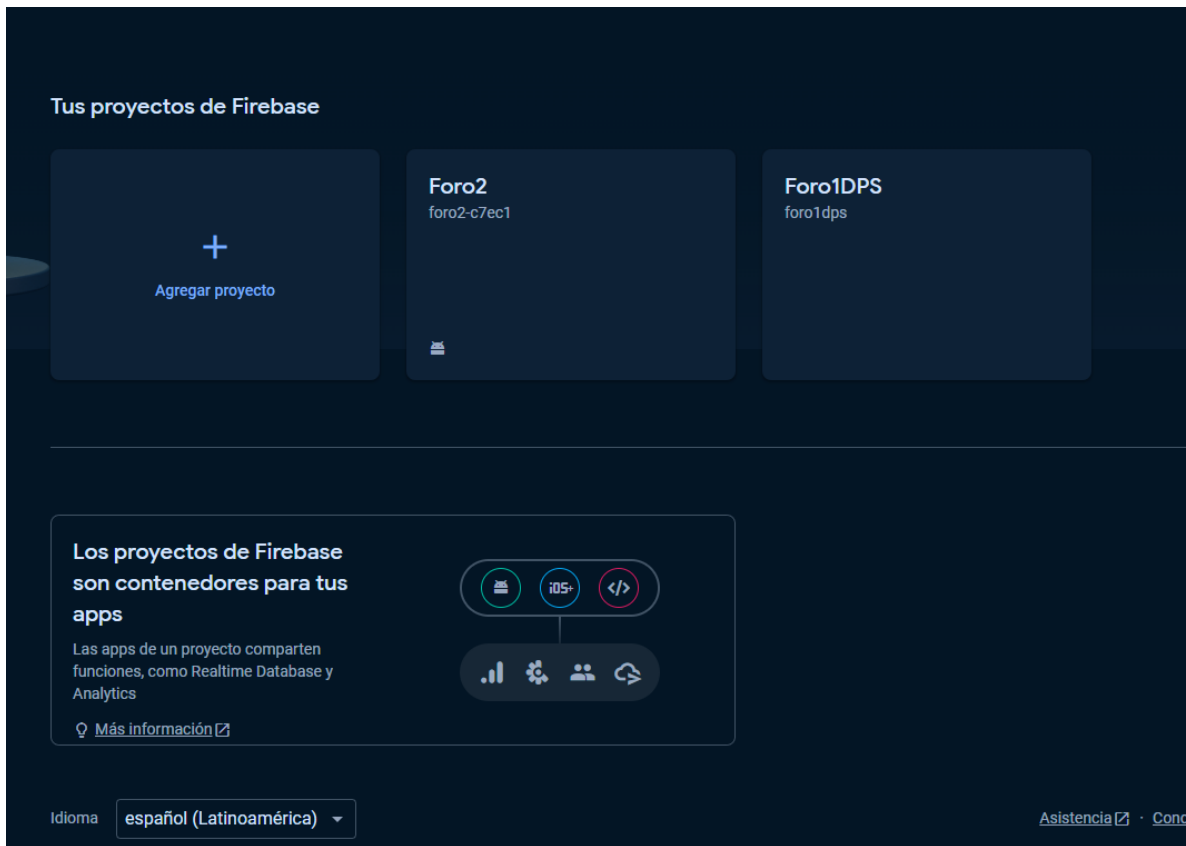 Tus proyectos de Firebase
Agregar proyecto
Foro2
foro2-c7ec1
Foro1DPS
foro1dps
Los proyectos de Firebase
son contenedores para tus
apps
Las apps de un proyecto comparten
funciones, como Realtime Database y
Analytics
Más información
iOS+
</>
Idioma
español (Latinoamérica)
Asistencia ·